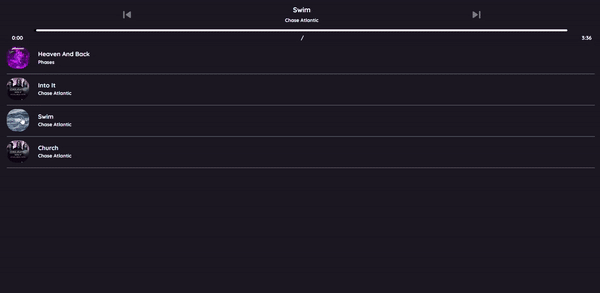 Swim
Chase Atlantic
0:00 / 3:36
Heaven And Back
Phases
Into It
Chase Atlantic
Swim
Chase Atlantic
Church
Chase Atlantic